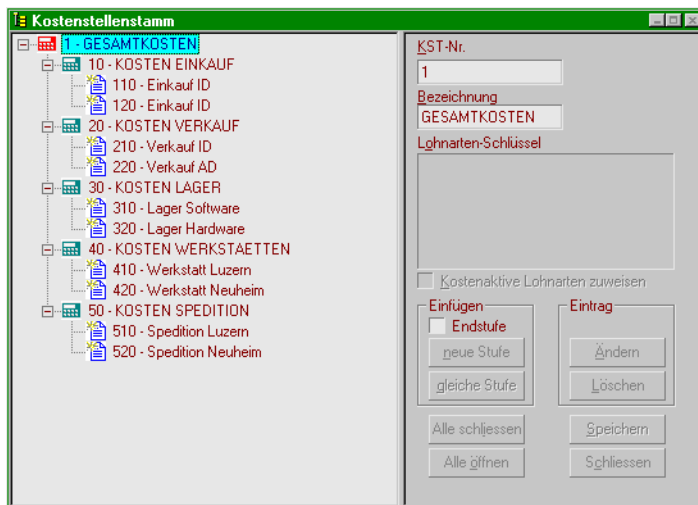 Kostenstellenstamm
1 - GESAMTKOSTEN
10 - KOSTEN EINKAUF
110 - Einkauf ID
120 - Einkauf ID
20 - KOSTEN VERKAUF
210 - Verkauf ID
220 - Verkauf AD
30 - KOSTEN LAGER
310 - Lager Software
320 - Lager Hardware
40 - KOSTEN WERKSTAETTEN
410 - Werkstatt Luzern
420 - Werkstatt Neuheim
50 - KOSTEN SPEDITION
510 - Spedition Luzern
520 - Spedition Neuheim
KST-Nr.
1
Bezeichnung
GESAMTKOSTEN
Lohnarten-Schlüssel
Kostenaktive Lohnarten zuweisen
Einfügen
Endstufe
neue Stufe
gleiche Stufe
Eintrag
Ändern
Löschen
Alle schliessen
Speichern
Alle öffnen
Schliessen